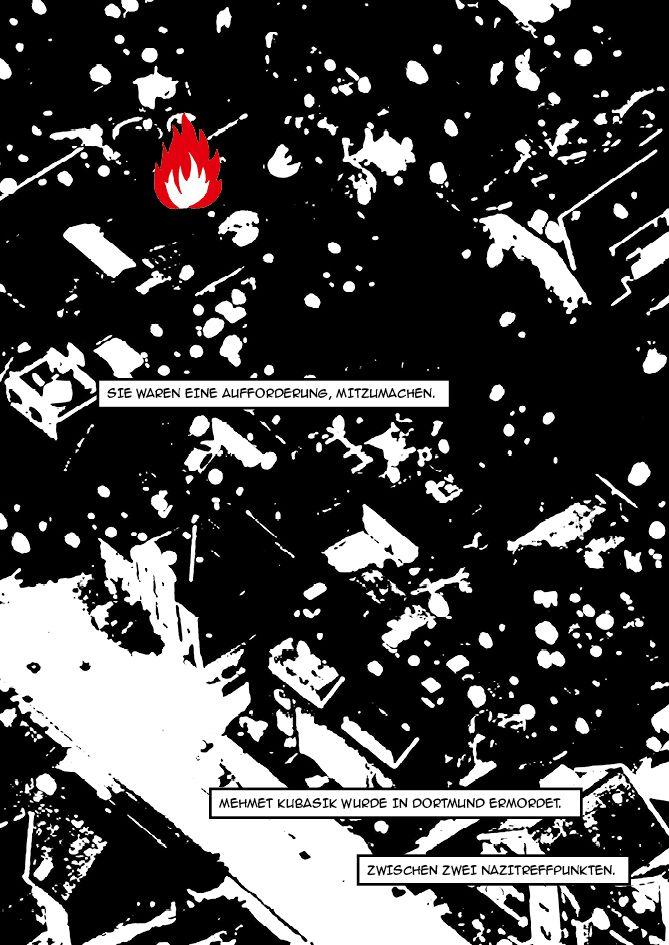 SIE WAREN EINE AUFFORDERUNG, MITZUMACHEN.
MEHMET KUBASIK WURDE IN DORTMUND ERMORDET.
ZWISCHEN ZWEI NAZITREFFPUNKTEN.